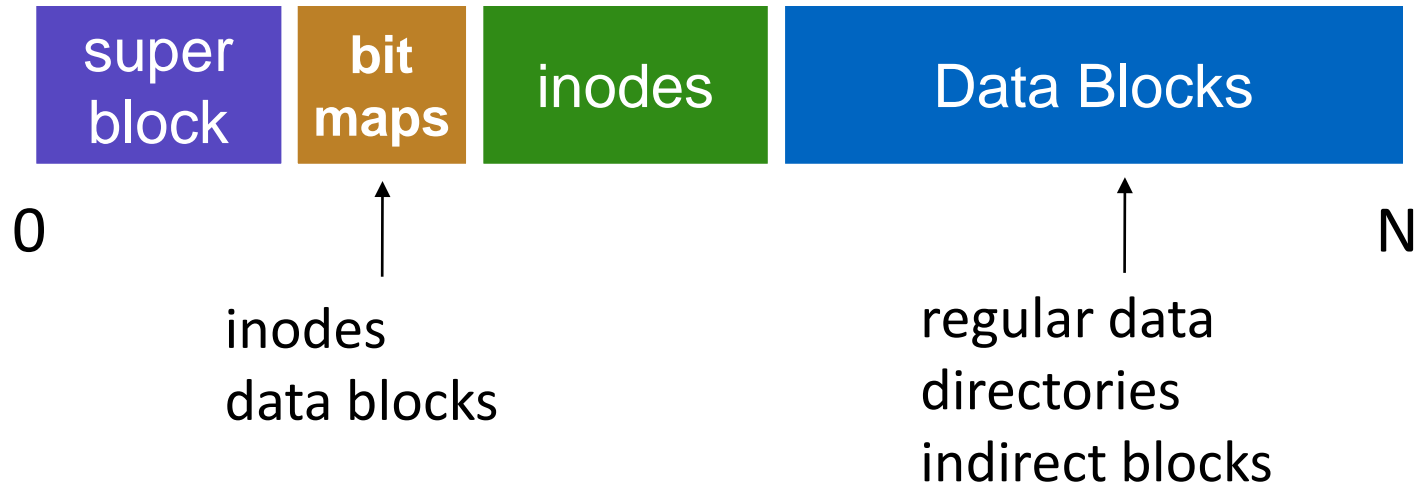 super
block
bit
maps
inodes
Data Blocks
0
N
inodes
data blocks
regular data
directories
indirect blocks